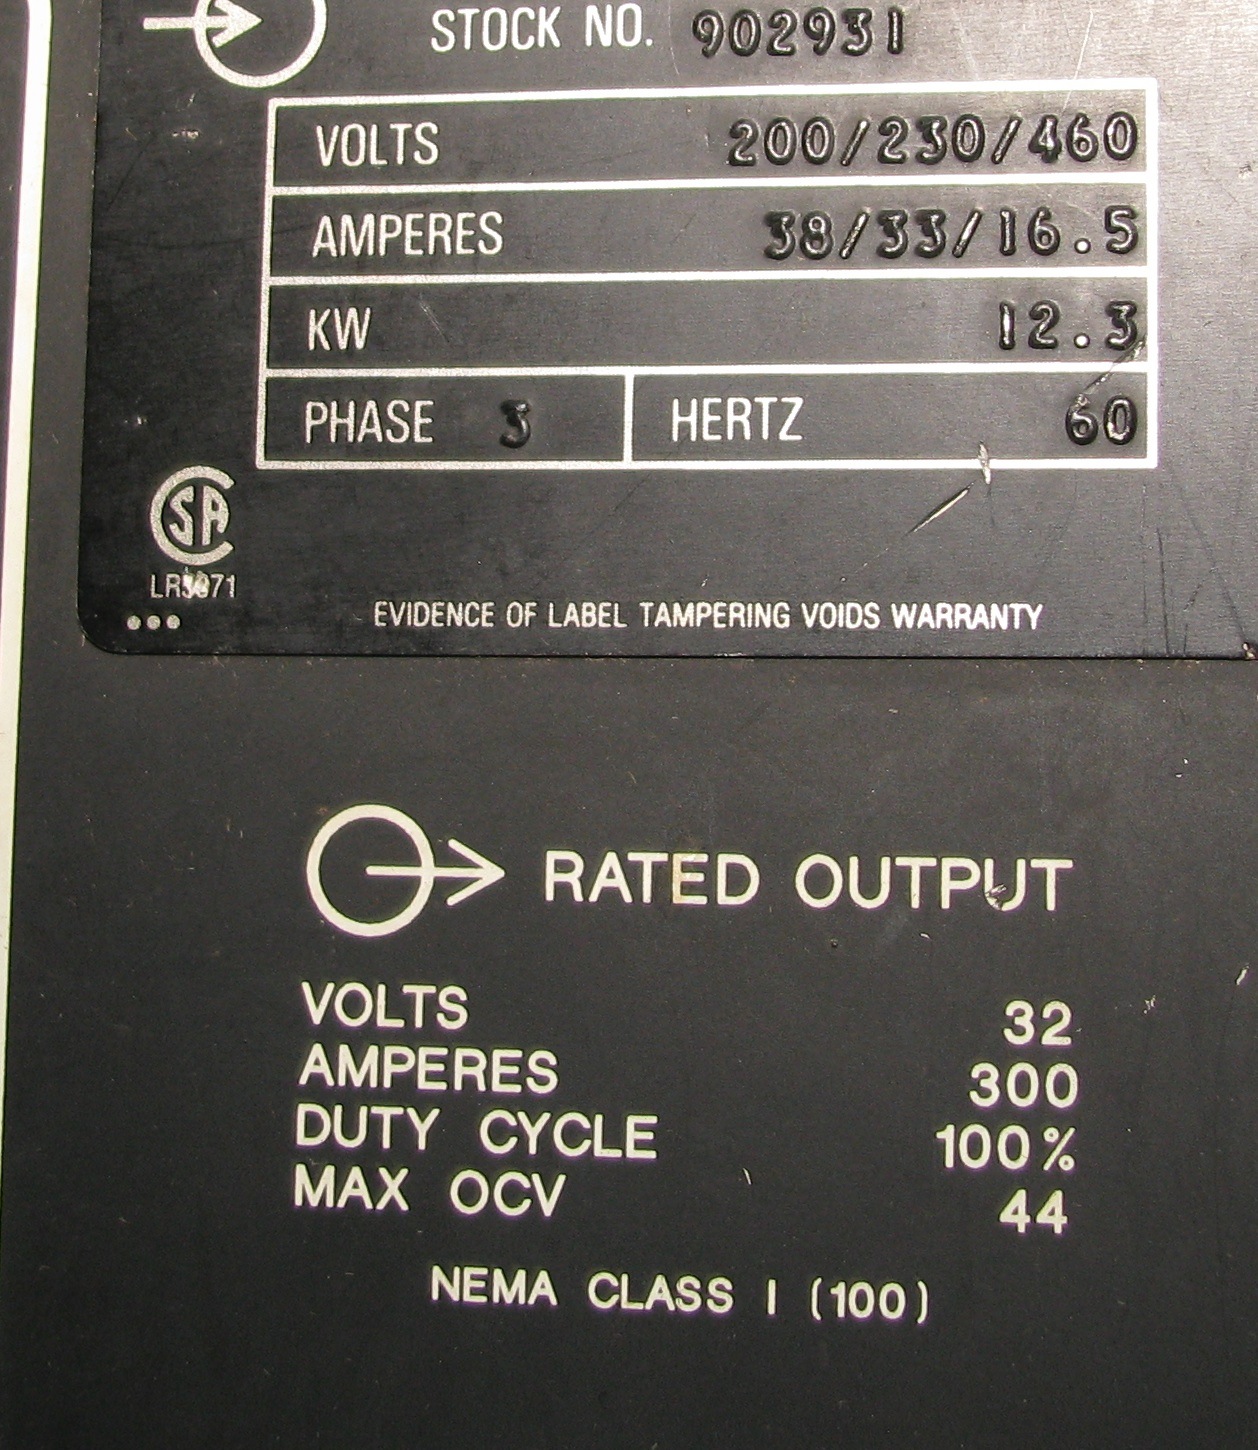 STOCK NO. 902931
VOLTS 200/230/460
AMPERES 38/33/16.5
KW 12.3
PHASE 3 HERTZ 60
CSA
EVIDENCE OF LABEL TAMPERING VOIDS WARRANTY
RATED OUTPUT
VOLTS 32
AMPERES 300
DUTY CYCLE 100%
MAX OCV 44
NEMA CLASS I (100)